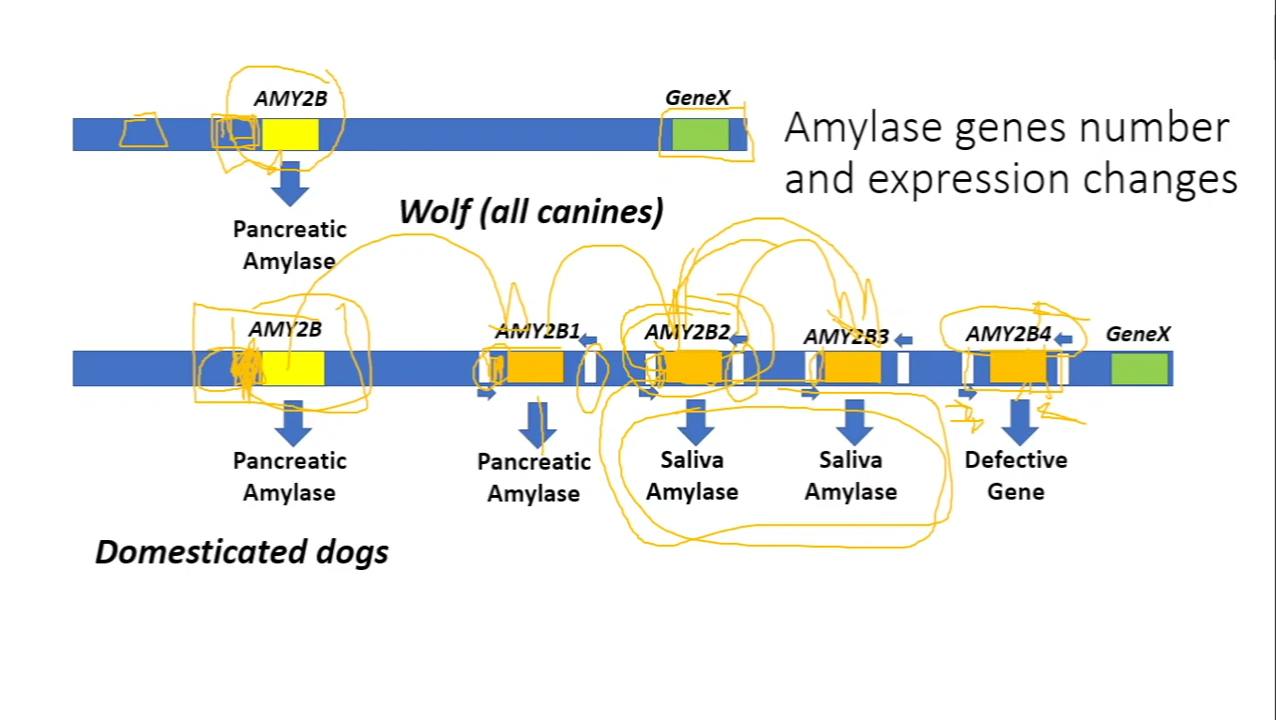 AMY2B
GeneX
Amylase genes number
and expression changes
Pancreatic
Amylase
Wolf (all canines)
AMY2B
AMY2B1
AMY2B2
AMY2B3
AMY2B4
GeneX
Pancreatic
Amylase
Pancreatic
Amylase
Saliva
Amylase
Saliva
Amylase
Defective
Gene
Domesticated dogs